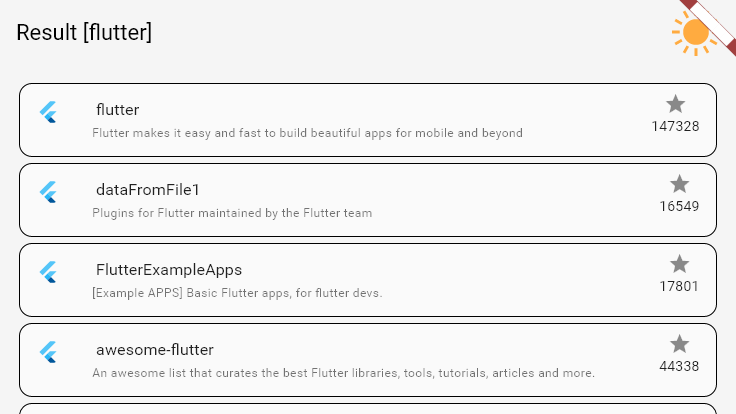 Result [flutter]
flutter
Flutter makes it easy and fast to build beautiful apps for mobile and beyond
147328
dataFromFile1
Plugins for Flutter maintained by the Flutter team
16549
FlutterExampleApps
[Example APPS] Basic Flutter apps, for flutter devs.
17801
awesome-flutter
An awesome list that curates the best Flutter libraries, tools, tutorials, articles and more.
44338